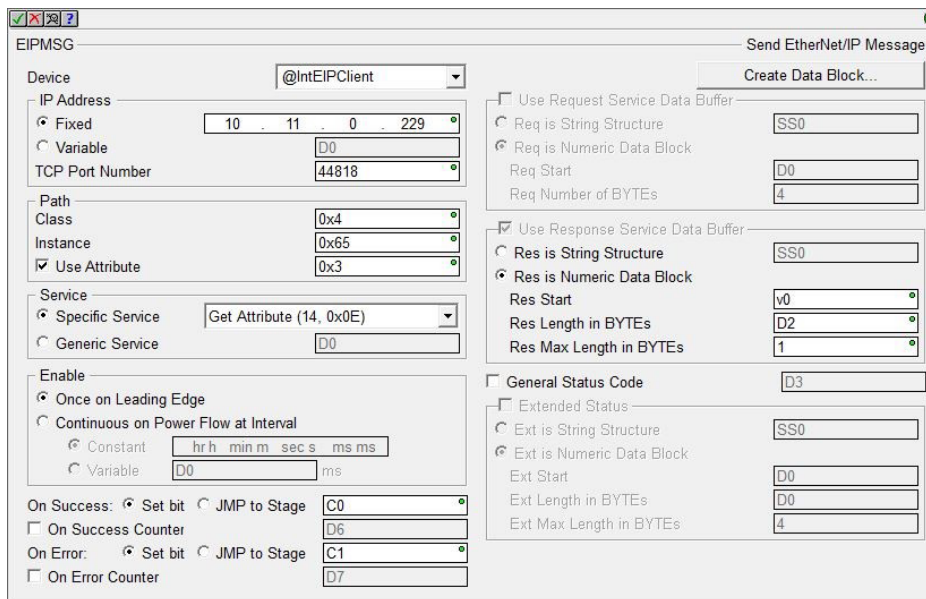 EIPMSG
Send EtherNet/IP Message
Device
@IntEIPClient
Create Data Block...
IP Address
Fixed
10 . 11 . 0 . 229
Variable
D0
TCP Port Number
44818
Path
Class
0x4
Instance
0x65
Use Attribute
0x3
Service
Specific Service
Get Attribute (14, 0x0E)
Generic Service
D0
Enable
Once on Leading Edge
Continuous on Power Flow at Interval
Constant
hr h min m sec s ms ms
Variable
D0
ms
On Success:
Set bit
JMP to Stage
C0
On Success Counter
D6
On Error:
Set bit
JMP to Stage
C1
On Error Counter
D7
Use Request Service Data Buffer
Req is String Structure
SS0
Req is Numeric Data Block
Req Start
D0
Req Number of BYTEs
4
Use Response Service Data Buffer
Res is String Structure
SS0
Res is Numeric Data Block
Res Start
v0
Res Length in BYTEs
D2
Res Max Length in BYTEs
1
General Status Code
D3
Extended Status
Ext is String Structure
SS0
Ext is Numeric Data Block
Ext Start
D0
Ext Length in BYTEs
D0
Ext Max Length in BYTEs
4